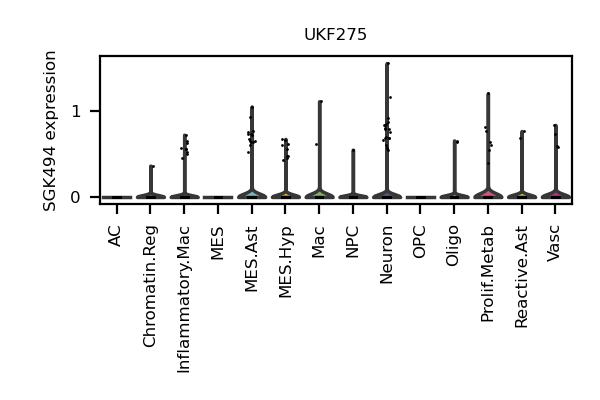 UKF275
SGK494 expression
1
0
AC
Chromatin.Reg
Inflammatory.Mac
MES
MES.Ast
MES.Hyp
Mac
NPC
Neuron
OPC
Oligo
Prolif.Metab
Reactive.Ast
Vasc